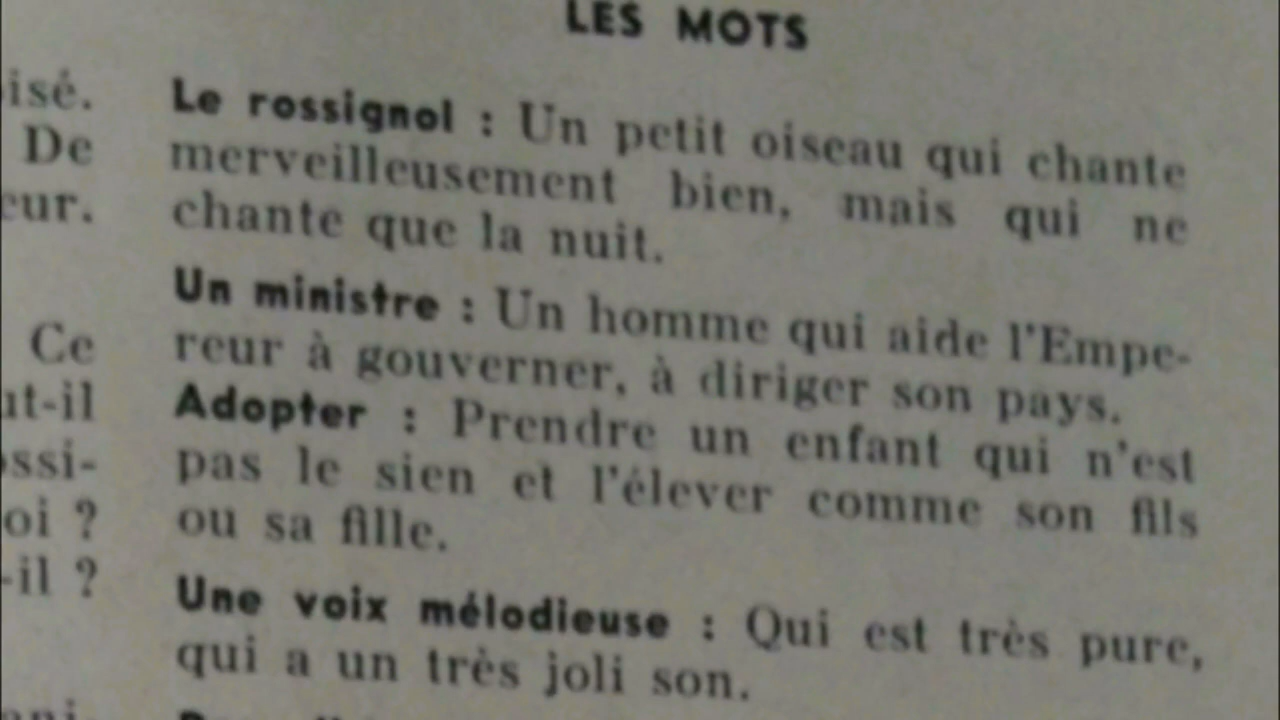 LES MOTS
isé.
De
eur.
Ce
ut-il
ssi-
oi ?
-il ?
Le rossignol : Un petit oiseau qui chante
merveilleusement bien, mais qui ne
chante que la nuit.
Un ministre : Un homme qui aide l'Empe-
reur à gouverner, à diriger son pays.
Adopter : Prendre un enfant qui n'est
pas le sien et l'élever comme son fils
ou sa fille.
Une voix mélodieuse : Qui est très pure,
qui a un très joli son.